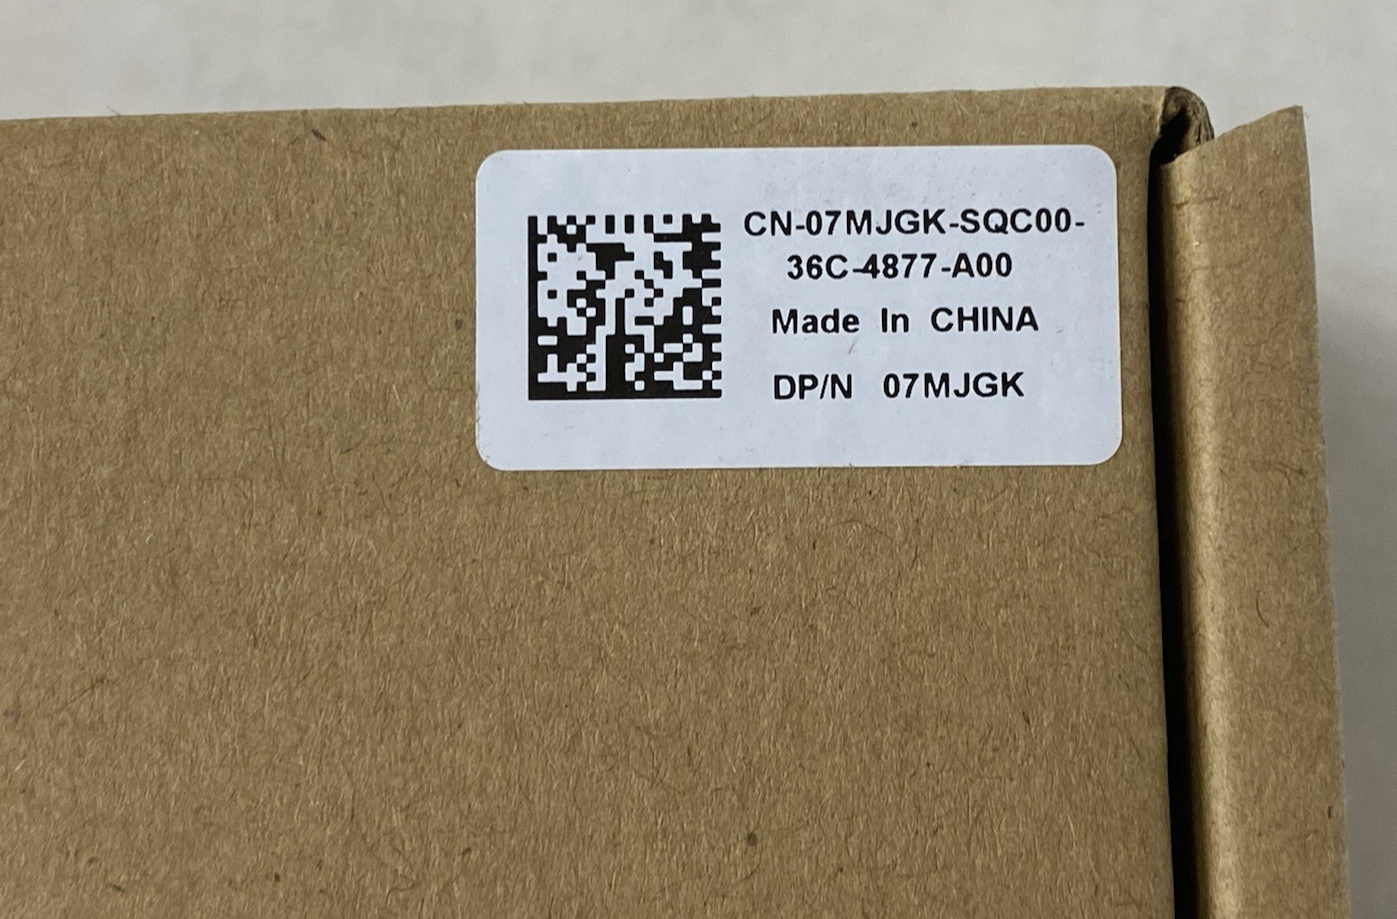 CN-07MJGK-SQC00-
36C-4877-A00
Made In CHINA
DP/N 07MJGK